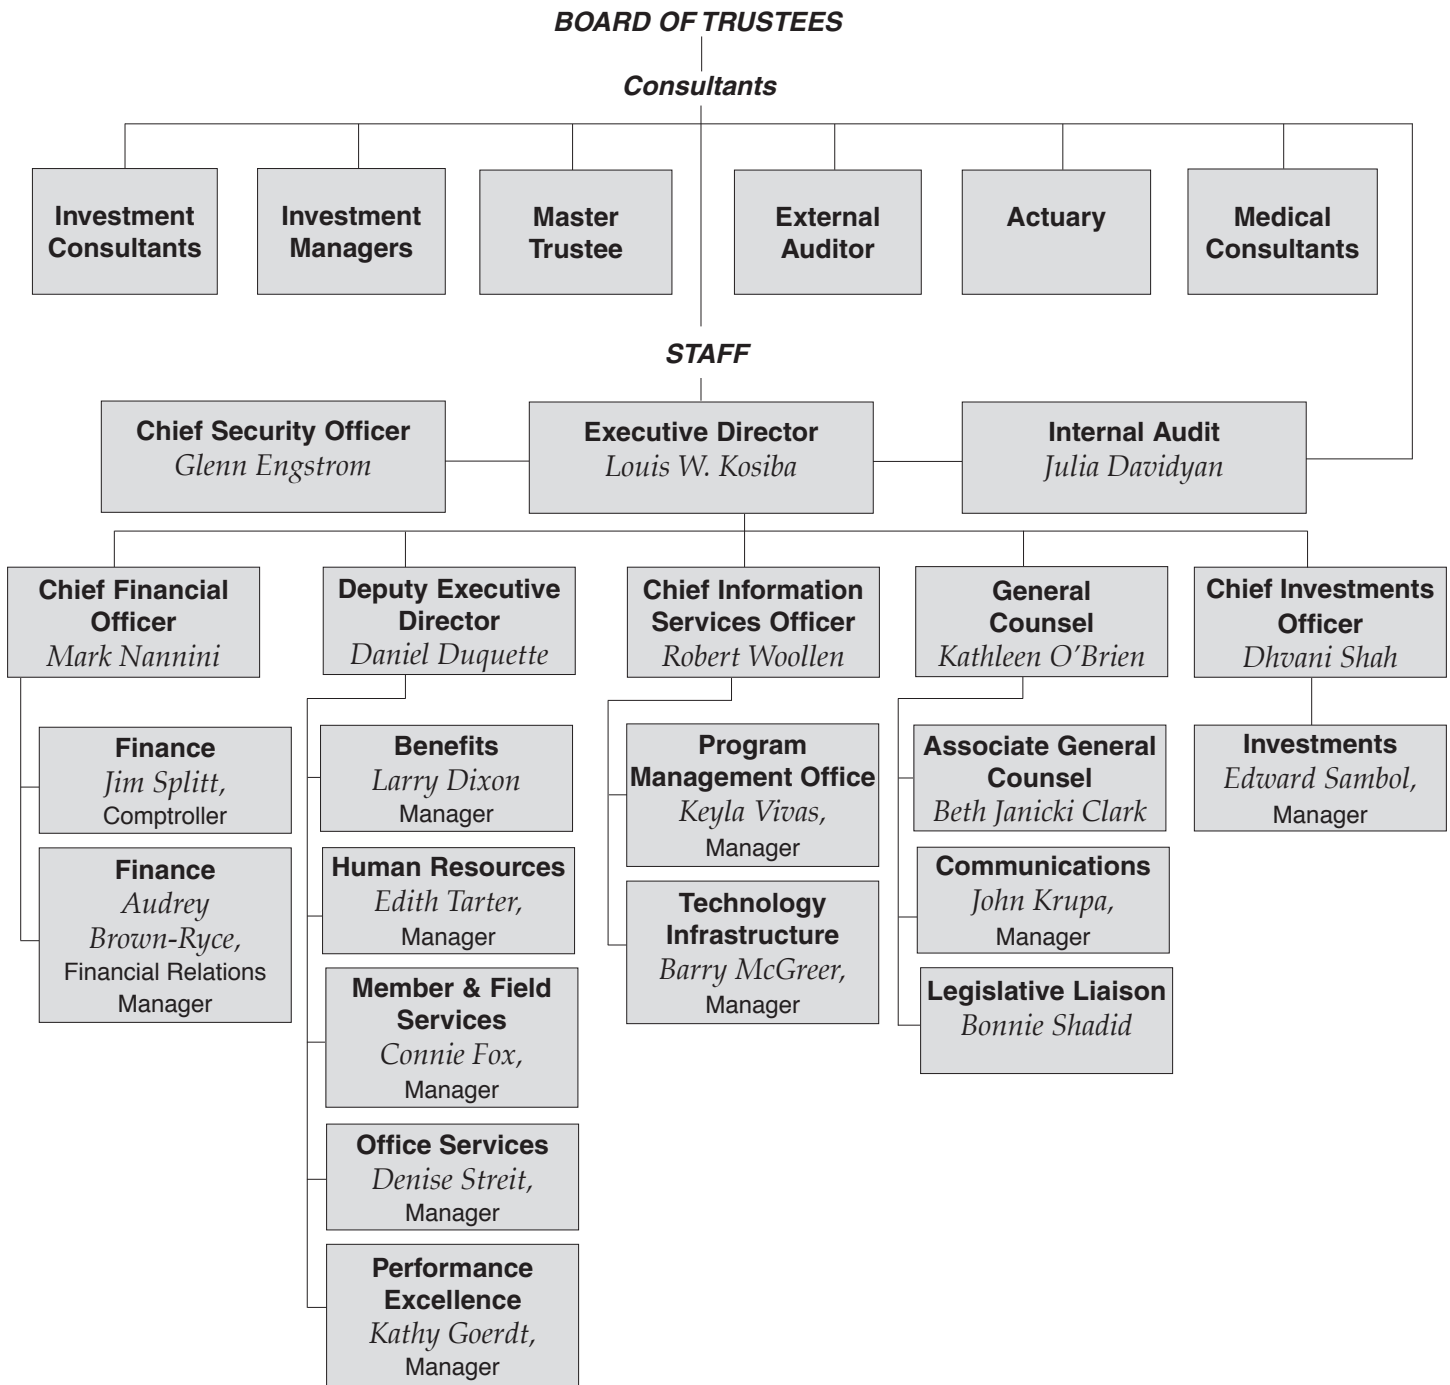 BOARD OF TRUSTEES
Consultants
Investment
Consultants
Investment
Managers
Master
Trustee
External
Auditor
Actuary
Medical
Consultants
STAFF
Chief Security Officer
Glenn Engstrom
Executive Director
Louis W. Kosiba
Internal Audit
Julia Davidyan
Chief Financial
Officer
Mark Nannini
Deputy Executive
Director
Daniel Duquette
Chief Information
Services Officer
Robert Woollen
General
Counsel
Kathleen O'Brien
Chief Investments
Officer
Dhvani Shah
Finance
Jim Splitt,
Comptroller
Finance
Audrey
Brown-Ryce,
Financial Relations
Manager
Benefits
Larry Dixon
Manager
Human Resources
Edith Tarter,
Manager
Member & Field
Services
Connie Fox,
Manager
Office Services
Denise Streit,
Manager
Performance
Excellence
Kathy Goerdt,
Manager
Program
Management Office
Keyla Vivas,
Manager
Technology
Infrastructure
Barry McGreer,
Manager
Associate General
Counsel
Beth Janicki Clark
Communications
John Krupa,
Manager
Legislative Liaison
Bonnie Shadid
Investments
Edward Sambol,
Manager